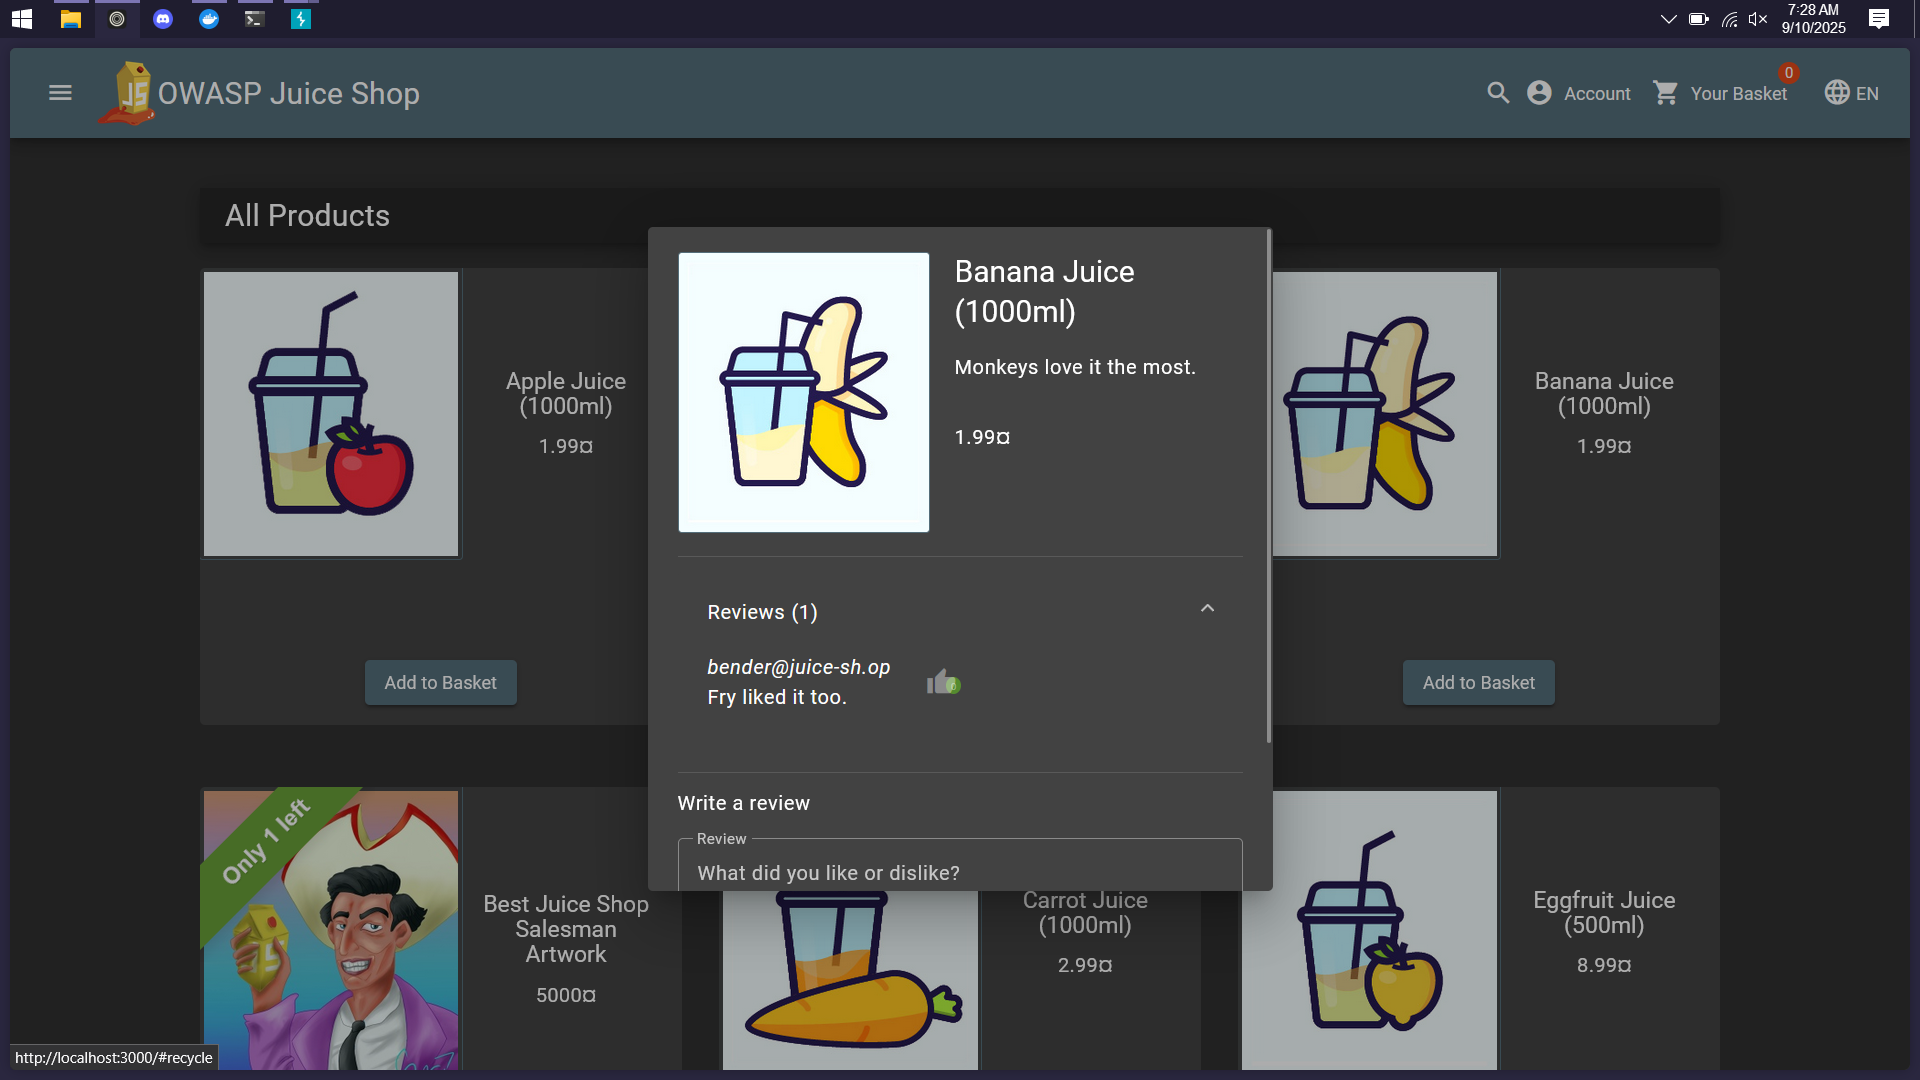 7:28 AM
9/10/2025
OWASP Juice Shop
Account
Your Basket
0
EN
All Products
Apple Juice
(1000ml)
1.99¤
Add to Basket
Banana Juice
(1000ml)
Monkeys love it the most.
1.99¤
Reviews (1)
bender@juice-sh.op
Fry liked it too.
0
Write a review
Review
What did you like or dislike?
Banana Juice
(1000ml)
1.99¤
Add to Basket
Only 1 left
Best Juice Shop
Salesman
Artwork
5000¤
Carrot Juice
(1000ml)
2.99¤
Eggfruit Juice
(500ml)
8.99¤
http://localhost:3000/#recycle